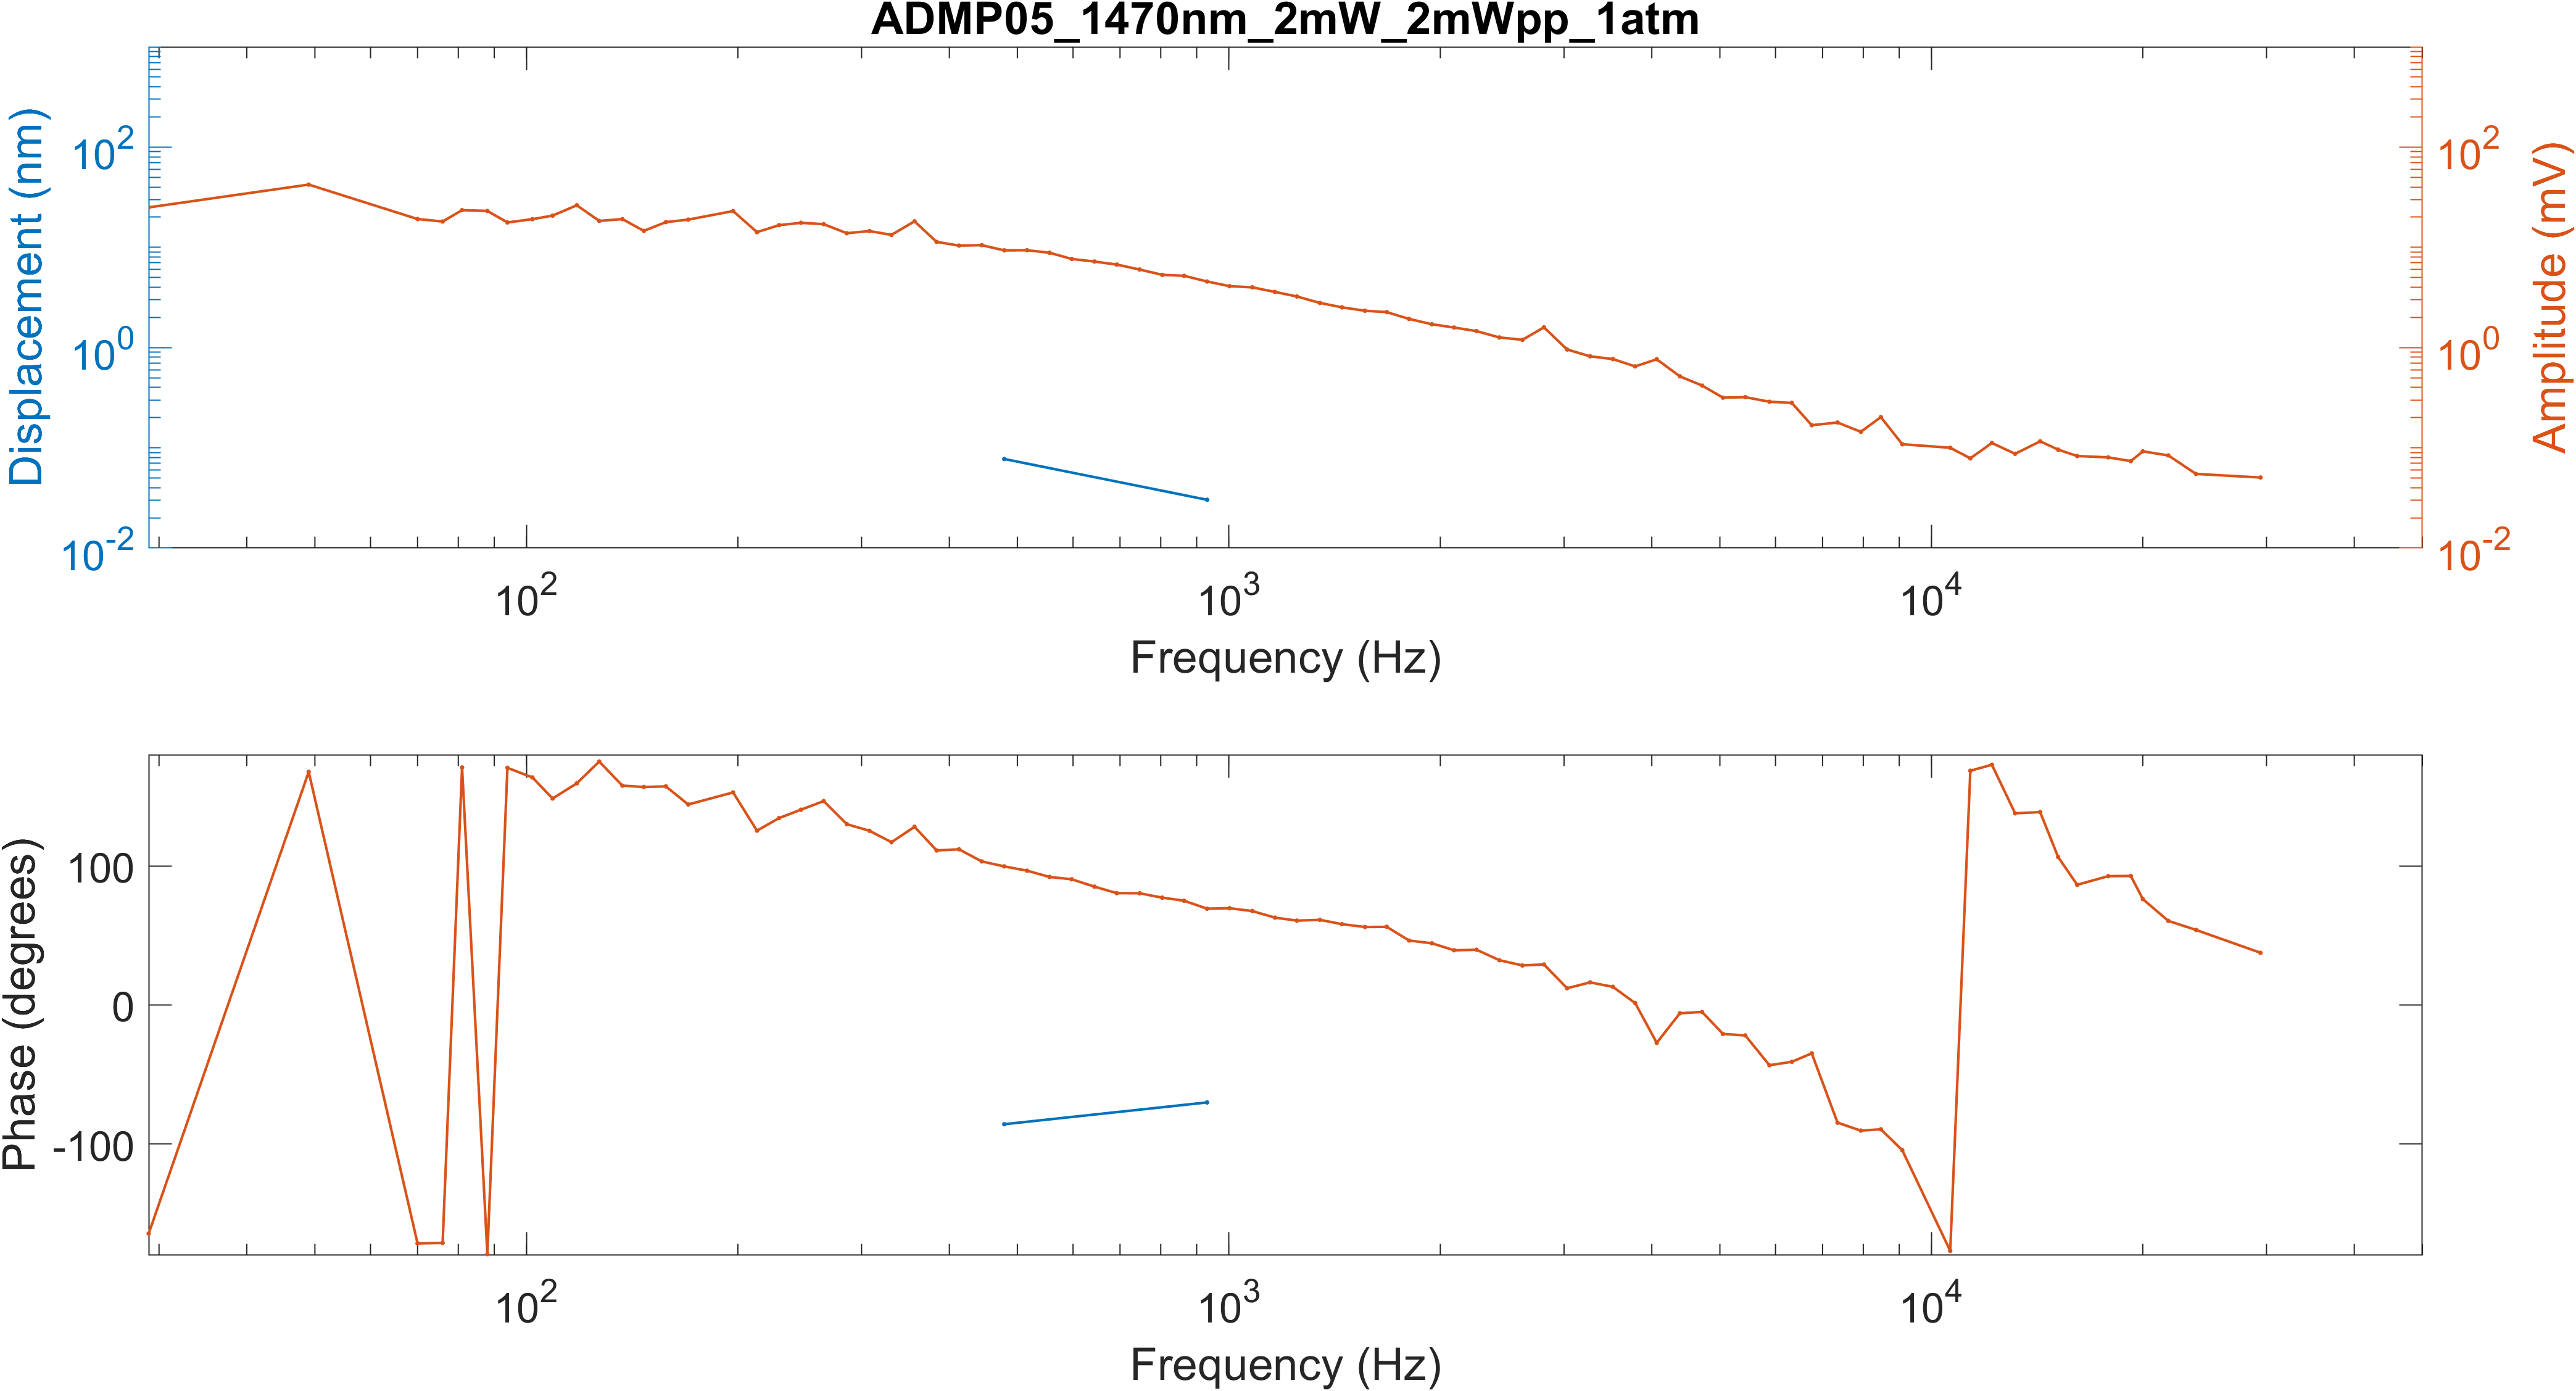 ADMP05_1470nm_2mW_2mWpp_1atm
Displacement (nm)
10^2
10^0
10^-2
Amplitude (mV)
10^2
10^0
10^-2
10^2 10^3 10^4
Frequency (Hz)
Phase (degrees)
100
0
-100
10^2 10^3 10^4
Frequency (Hz)